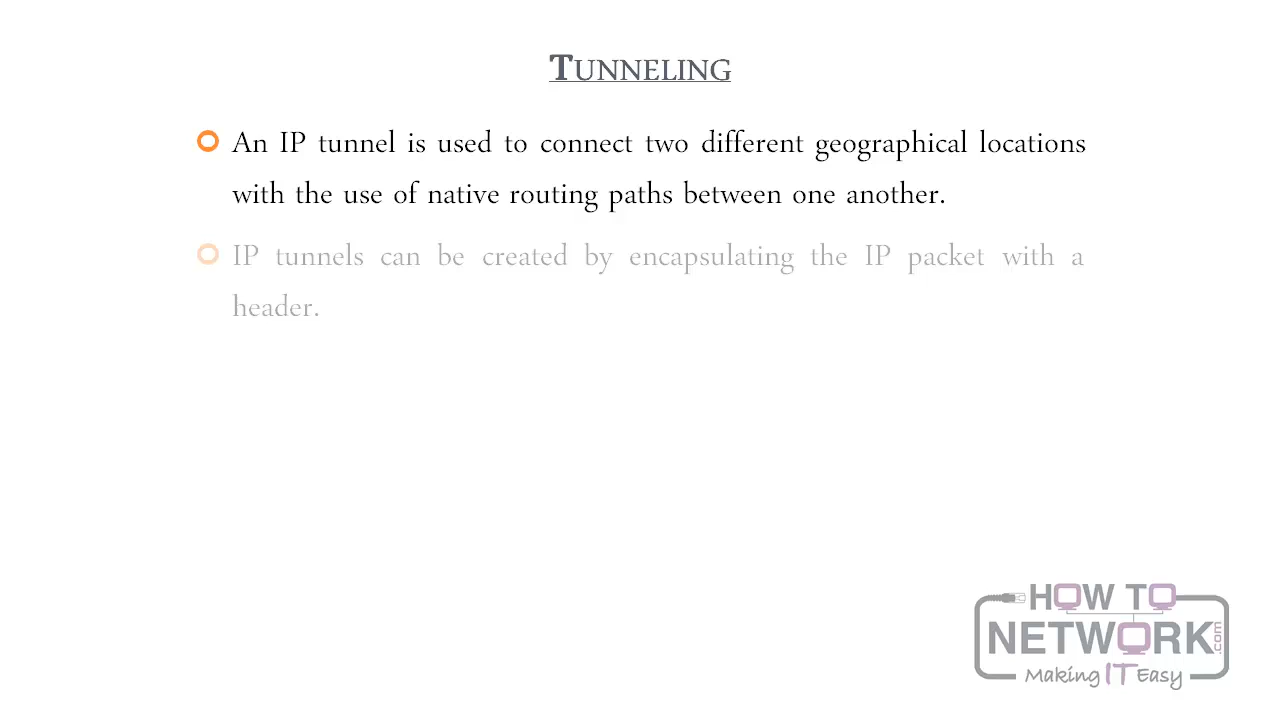 TUNNELING
An IP tunnel is used to connect two different geographical locations
with the use of native routing paths between one another.
IP tunnels can be created by encapsulating the IP packet with a
header.
HOW TO
NETWORK.com
Making IT Easy